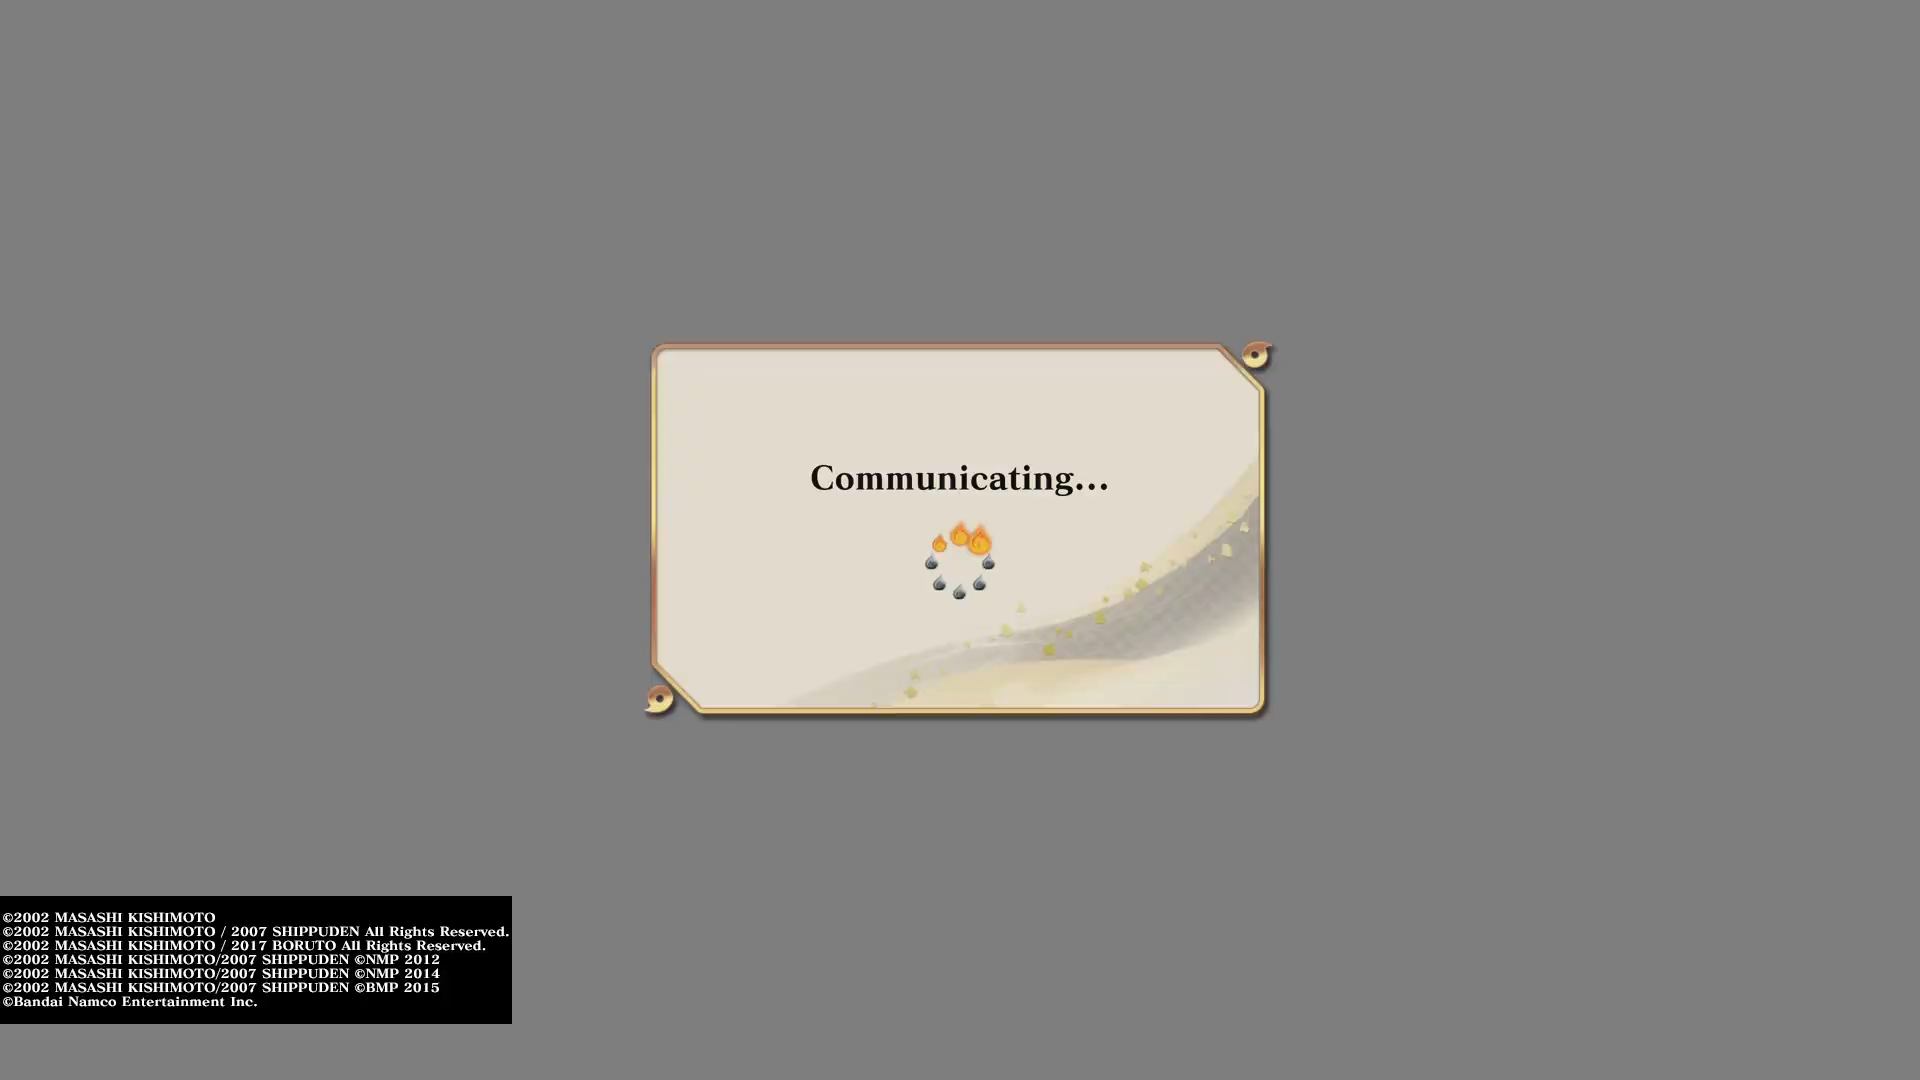 Communicating...
©2002 MASASHI KISHIMOTO
©2002 MASASHI KISHIMOTO / 2007 SHIPPUDEN All Rights Reserved.
©2002 MASASHI KISHIMOTO / 2017 BORUTO All Rights Reserved.
©2002 MASASHI KISHIMOTO/2007 SHIPPUDEN ©NMP 2012
©2002 MASASHI KISHIMOTO/2007 SHIPPUDEN ©NMP 2014
©2002 MASASHI KISHIMOTO/2007 SHIPPUDEN ©BMP 2015
©Bandai Namco Entertainment Inc.